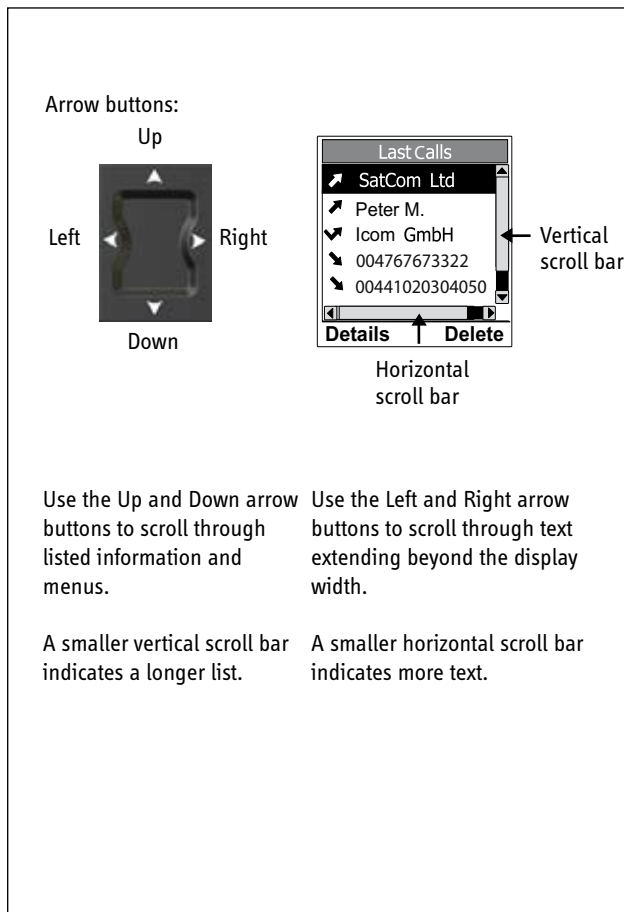 Arrow buttons:
Up
Left
Right
Down
Last Calls
SatCom Ltd
Peter M.
Icom GmbH
004767673322
00441020304050
Details Delete
Vertical
scroll bar
Horizontal
scroll bar
Use the Up and Down arrow
buttons to scroll through
listed information and
menus.
A smaller vertical scroll bar
indicates a longer list.
Use the Left and Right arrow
buttons to scroll through text
extending beyond the display
width.
A smaller horizontal scroll bar
indicates more text.